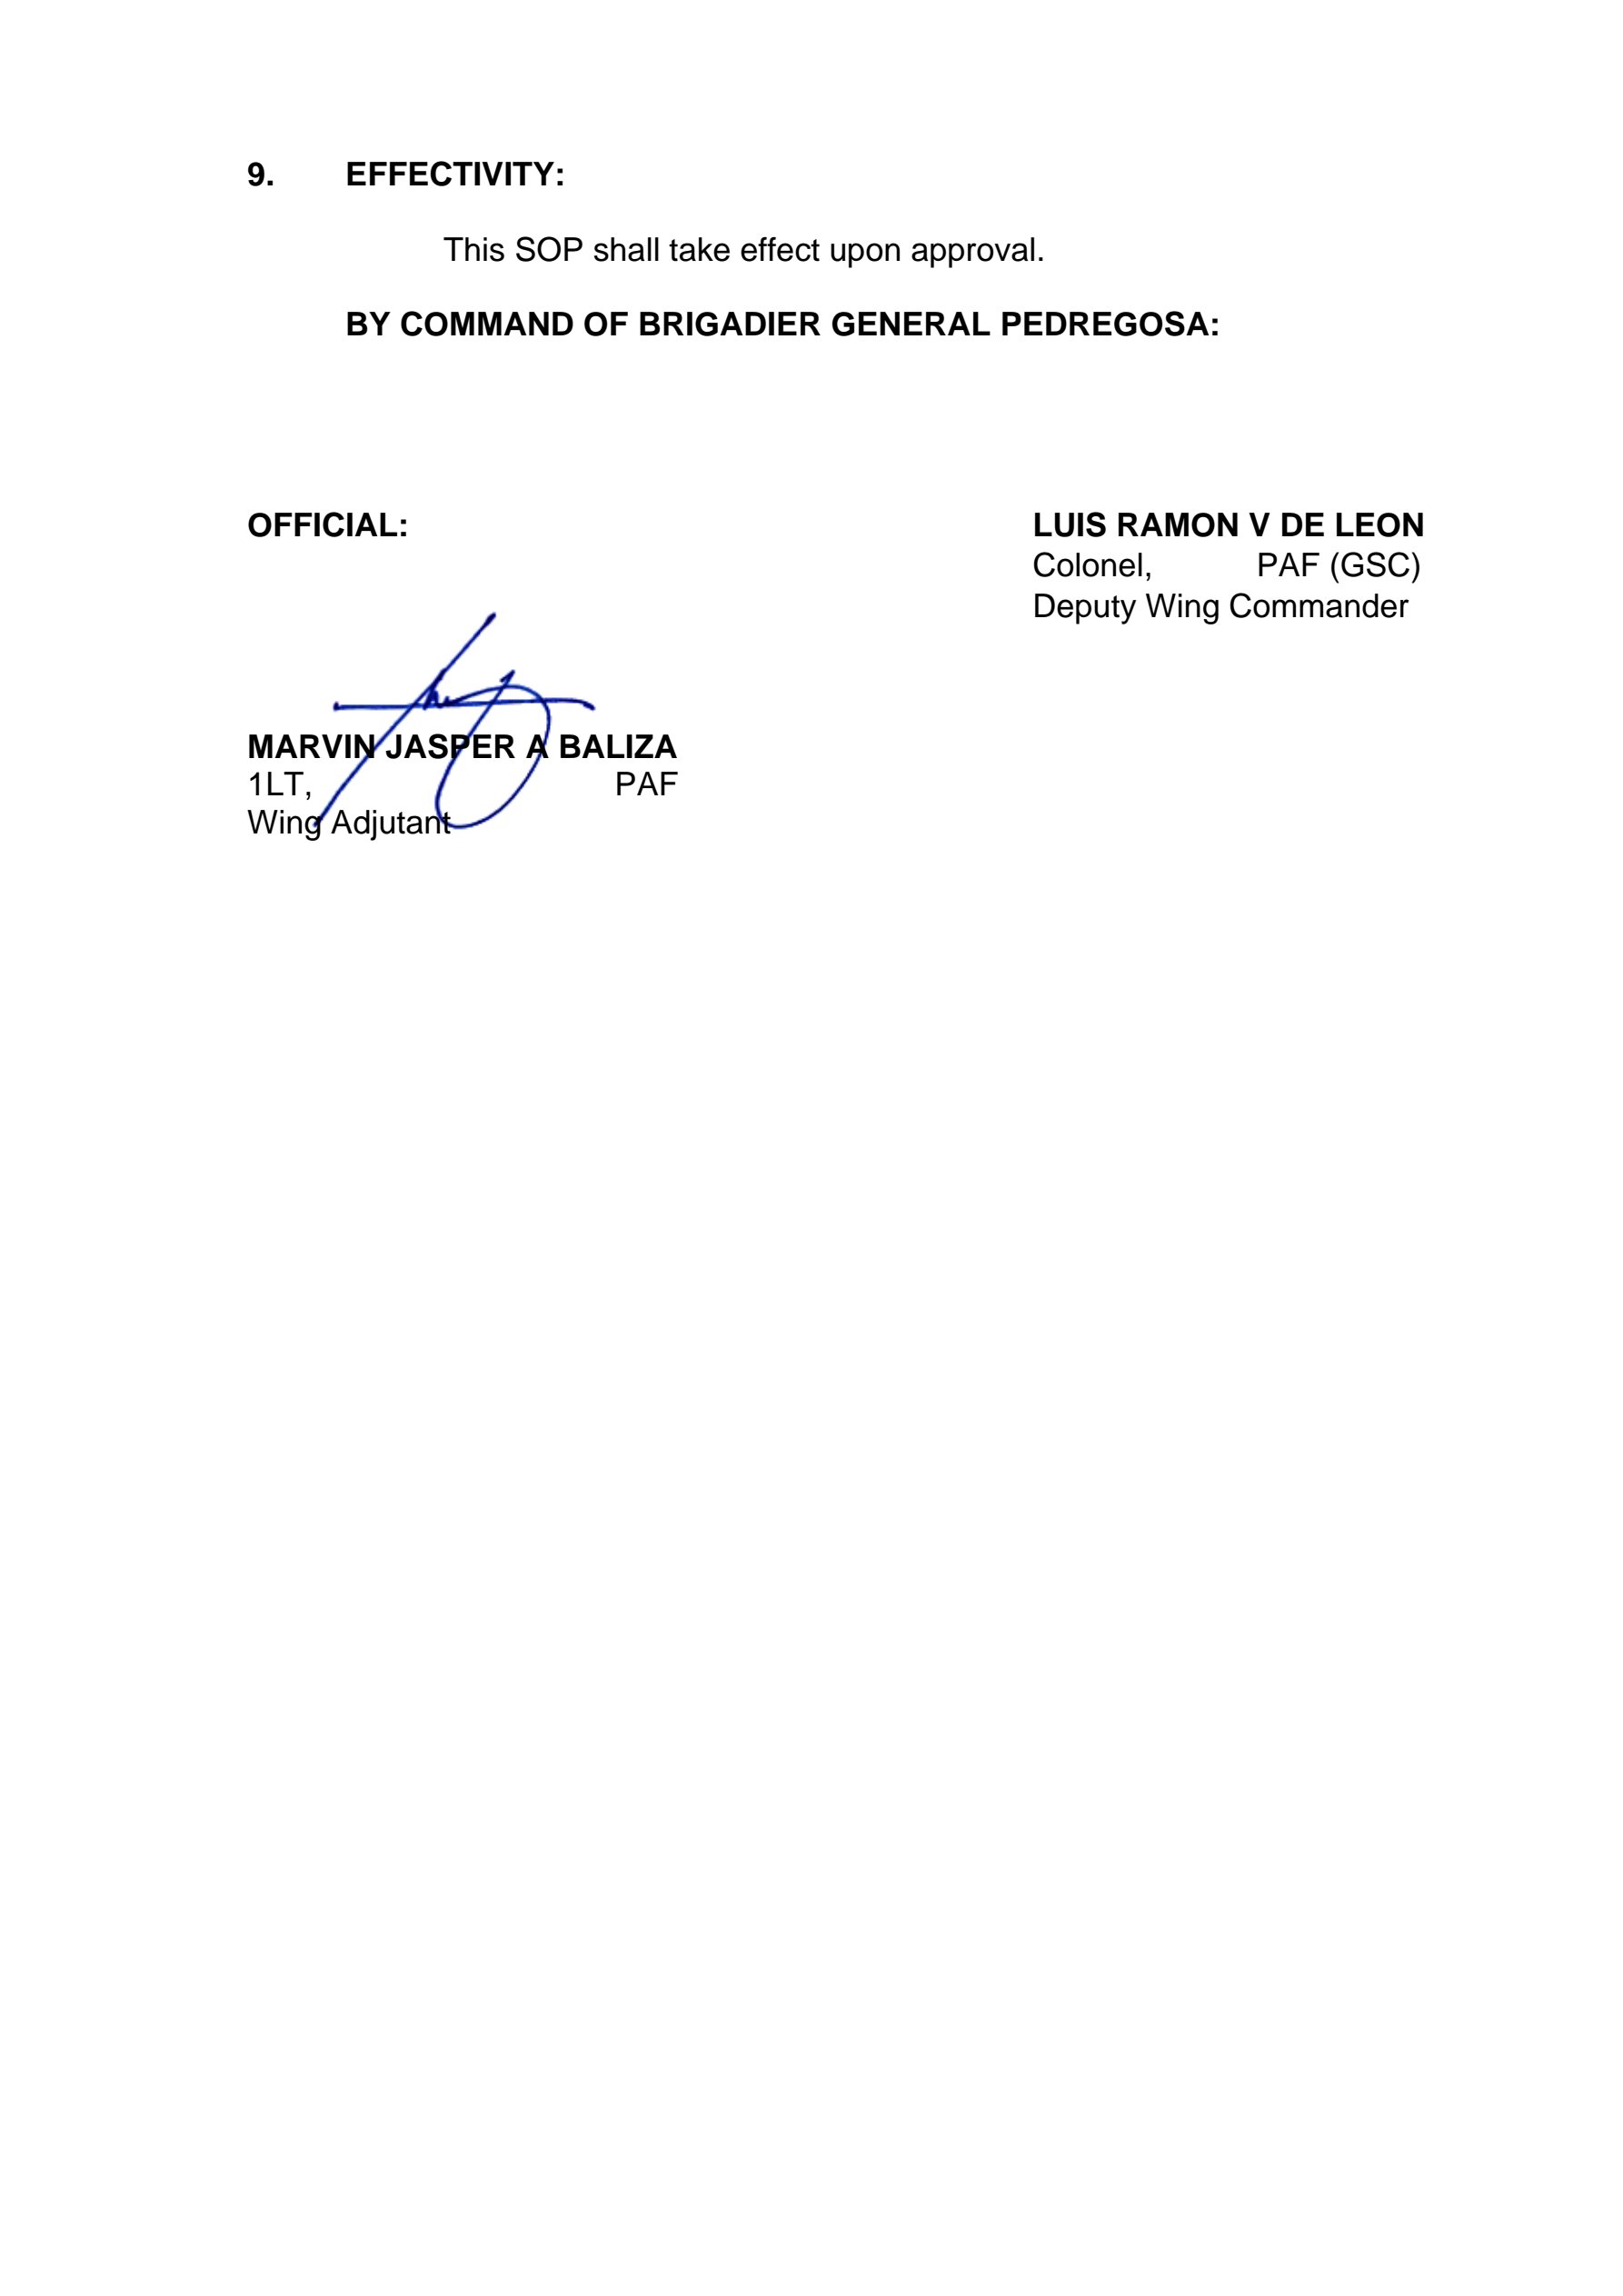 9. EFFECTIVITY:
This SOP shall take effect upon approval.
BY COMMAND OF BRIGADIER GENERAL PEDREGOSA:
OFFICIAL:
LUIS RAMON V DE LEON
Colonel, PAF (GSC)
Deputy Wing Commander
MARVIN JASPER A BALIZA
1LT, PAF
Wing Adjutant